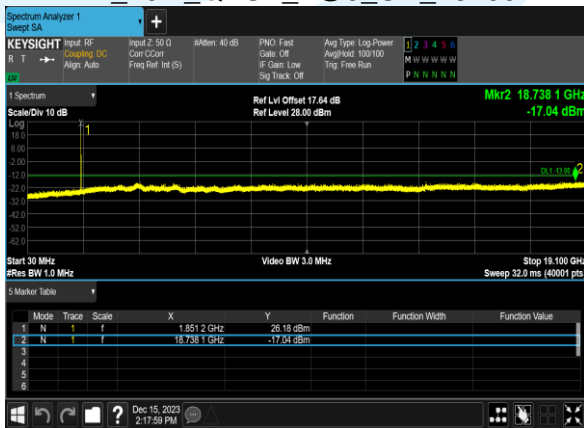 Spectrum Analyzer 1
Swept SA
+
KEYSIGHT Input: RF Input Z: 50 Ω #Atten: 40 dB PNO: Fast Avg Type: Log-Power 1 2 3 4 5 6
R T Coupling: DC Corr CCorr Gate: Off Avg|Hold: 100/100 M W W W W W
Align: Auto Freq Ref: Int (S) IF Gain: Low Trig: Free Run
LXI Sig Track: Off P N N N N N
1 Spectrum Ref Lvl Offset 17.64 dB Mkr2 18.738 1 GHz
Scale/Div 10 dB Ref Level 28.00 dBm -17.04 dBm
Log
1
18.0
8.00
-2.00
-12.0 DL1 -13.00 2
-22.0
-32.0
-42.0
-52.0
-62.0
Start 30 MHz Video BW 3.0 MHz Stop 19.100 GHz
#Res BW 1.0 MHz Sweep 32.0 ms (40001 pts
5 Marker Table
Mode Trace Scale X Y Function Function Width Function Value
1 N 1 f 1.851 2 GHz 26.18 dBm
2 N 1 f 18.738 1 GHz -17.04 dBm
3
4
5
6
? Dec 15, 2023
2:17:59 PM